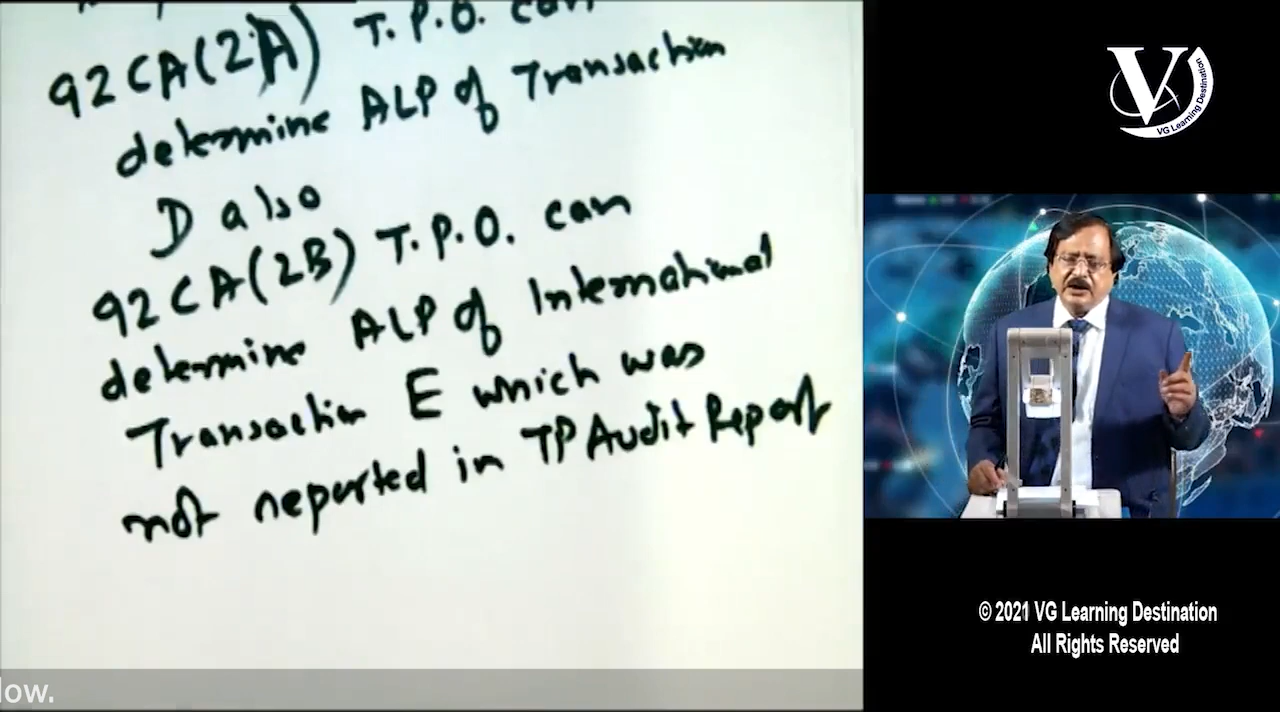 92CA(2A) T.P.O. can
determine ALP of Transaction
D also
92CA(2B) T.P.O. can
determine ALP of International
Transaction E which was
not reported in TP Audit Report
low.
V
VG Learning Destination
© 2021 VG Learning Destination
All Rights Reserved